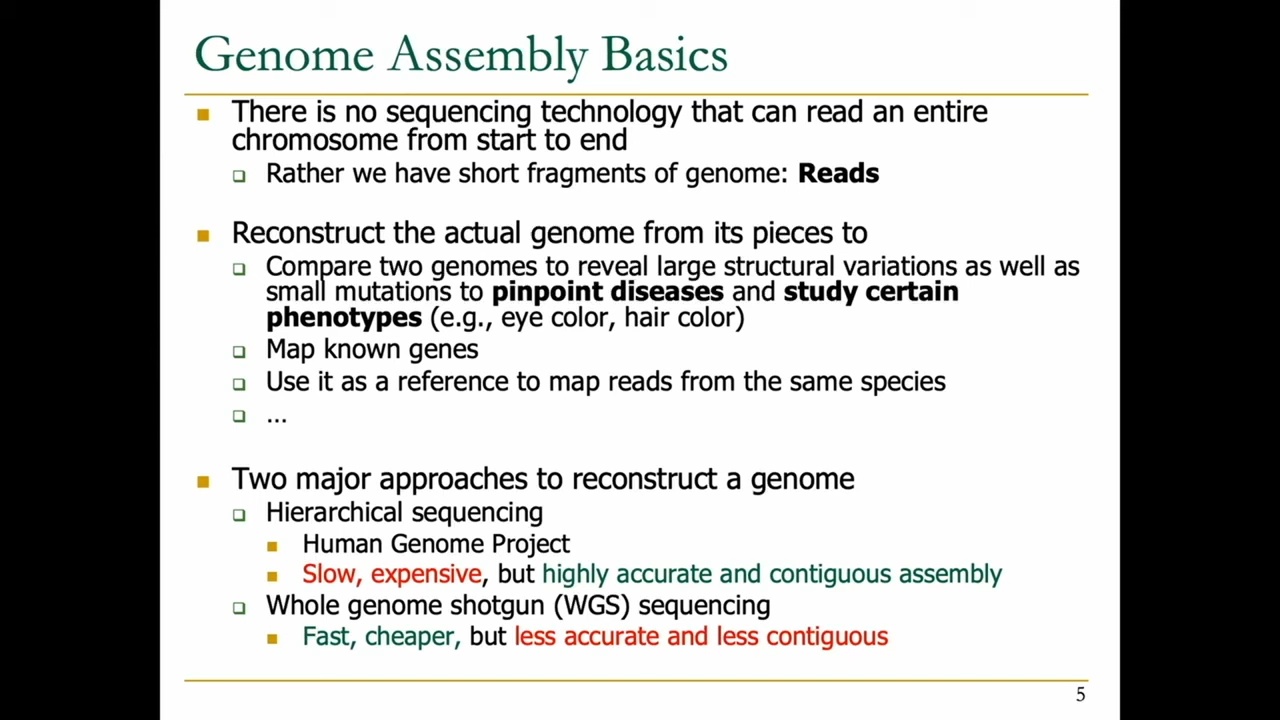 Genome Assembly Basics
There is no sequencing technology that can read an entire
chromosome from start to end
Rather we have short fragments of genome: Reads
Reconstruct the actual genome from its pieces to
Compare two genomes to reveal large structural variations as well as
small mutations to pinpoint diseases and study certain
phenotypes (e.g., eye color, hair color)
Map known genes
Use it as a reference to map reads from the same species
...
Two major approaches to reconstruct a genome
Hierarchical sequencing
Human Genome Project
Slow, expensive, but highly accurate and contiguous assembly
Whole genome shotgun (WGS) sequencing
Fast, cheaper, but less accurate and less contiguous
5